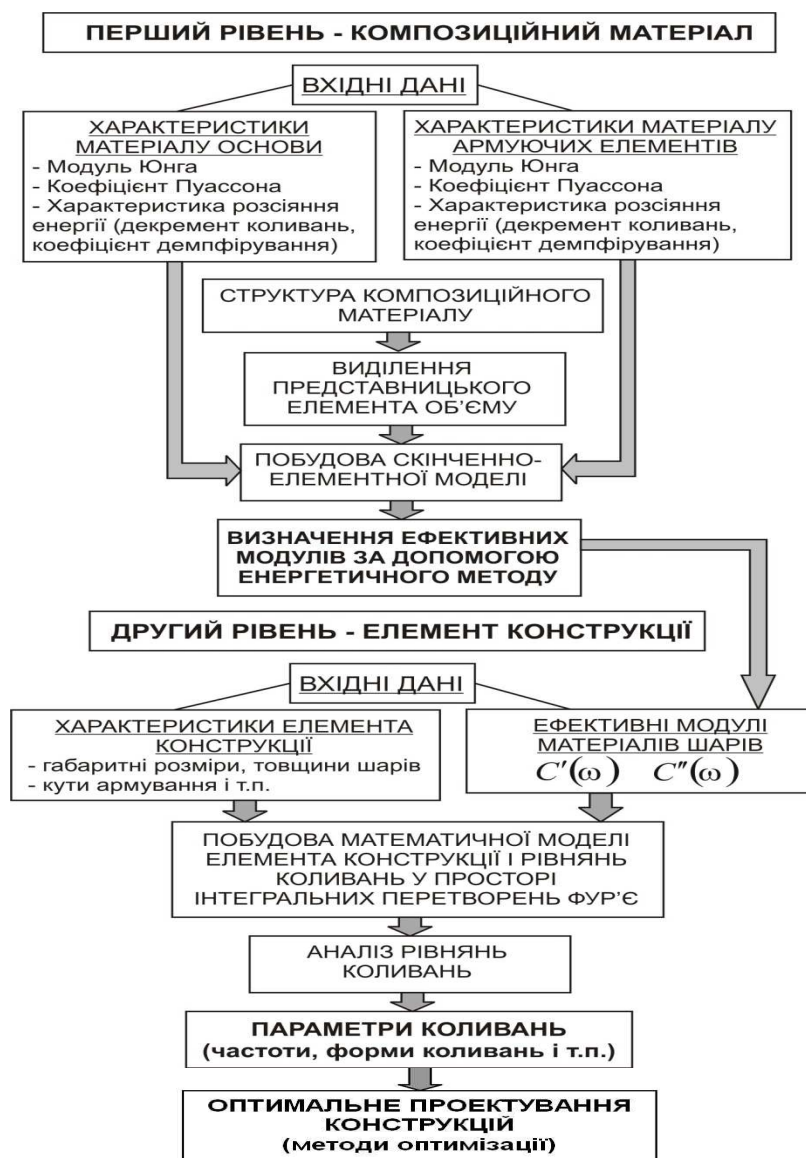 ПЕРШИЙ РІВЕНЬ - КОМПОЗИЦІЙНИЙ МАТЕРІАЛ
ВХІДНІ ДАНІ
ХАРАКТЕРИСТИКИ
МАТЕРІАЛУ ОСНОВИ
- Модуль Юнга
- Коефіцієнт Пуассона
- Характеристика розсіяння
енергії (декремент коливань,
коефіцієнт демпфірування)
ХАРАКТЕРИСТИКИ МАТЕРІАЛУ
АРМУЮЧИХ ЕЛЕМЕНТІВ
- Модуль Юнга
- Коефіцієнт Пуассона
- Характеристика розсіяння
енергії (декремент коливань,
коефіцієнт демпфірування)
СТРУКТУРА КОМПОЗИЦІЙНОГО
МАТЕРІАЛУ
ВИДІЛЕННЯ
ПРЕДСТАВНИЦЬКОГО
ЕЛЕМЕНТА ОБ’ЄМУ
ПОБУДОВА СКІНЧЕННО-
ЕЛЕМЕНТНОЇ МОДЕЛІ
ВИЗНАЧЕННЯ ЕФЕКТИВНИХ
МОДУЛІВ ЗА ДОПОМОГОЮ
ЕНЕРГЕТИЧНОГО МЕТОДУ
ДРУГИЙ РІВЕНЬ - ЕЛЕМЕНТ КОНСТРУКЦІЇ
ВХІДНІ ДАНІ
ХАРАКТЕРИСТИКИ ЕЛЕМЕНТА
КОНСТРУКЦІЇ
- габаритні розміри, товщини шарів
- кути армування і т.п.
ЕФЕКТИВНІ МОДУЛІ
МАТЕРІАЛІВ ШАРІВ
C′(ω) C″(ω)
ПОБУДОВА МАТЕМАТИЧНОЇ МОДЕЛІ
ЕЛЕМЕНТА КОНСТРУКЦІЇ І РІВНЯНЬ
КОЛИВАНЬ У ПРОСТОРІ
ІНТЕГРАЛЬНИХ ПЕРЕТВОРЕНЬ ФУР’Є
АНАЛІЗ РІВНЯНЬ
КОЛИВАНЬ
ПАРАМЕТРИ КОЛИВАНЬ
(частоти, форми коливань і т.п.)
ОПТИМАЛЬНЕ ПРОЕКТУВАННЯ
КОНСТРУКЦІЙ
(методи оптимізації)